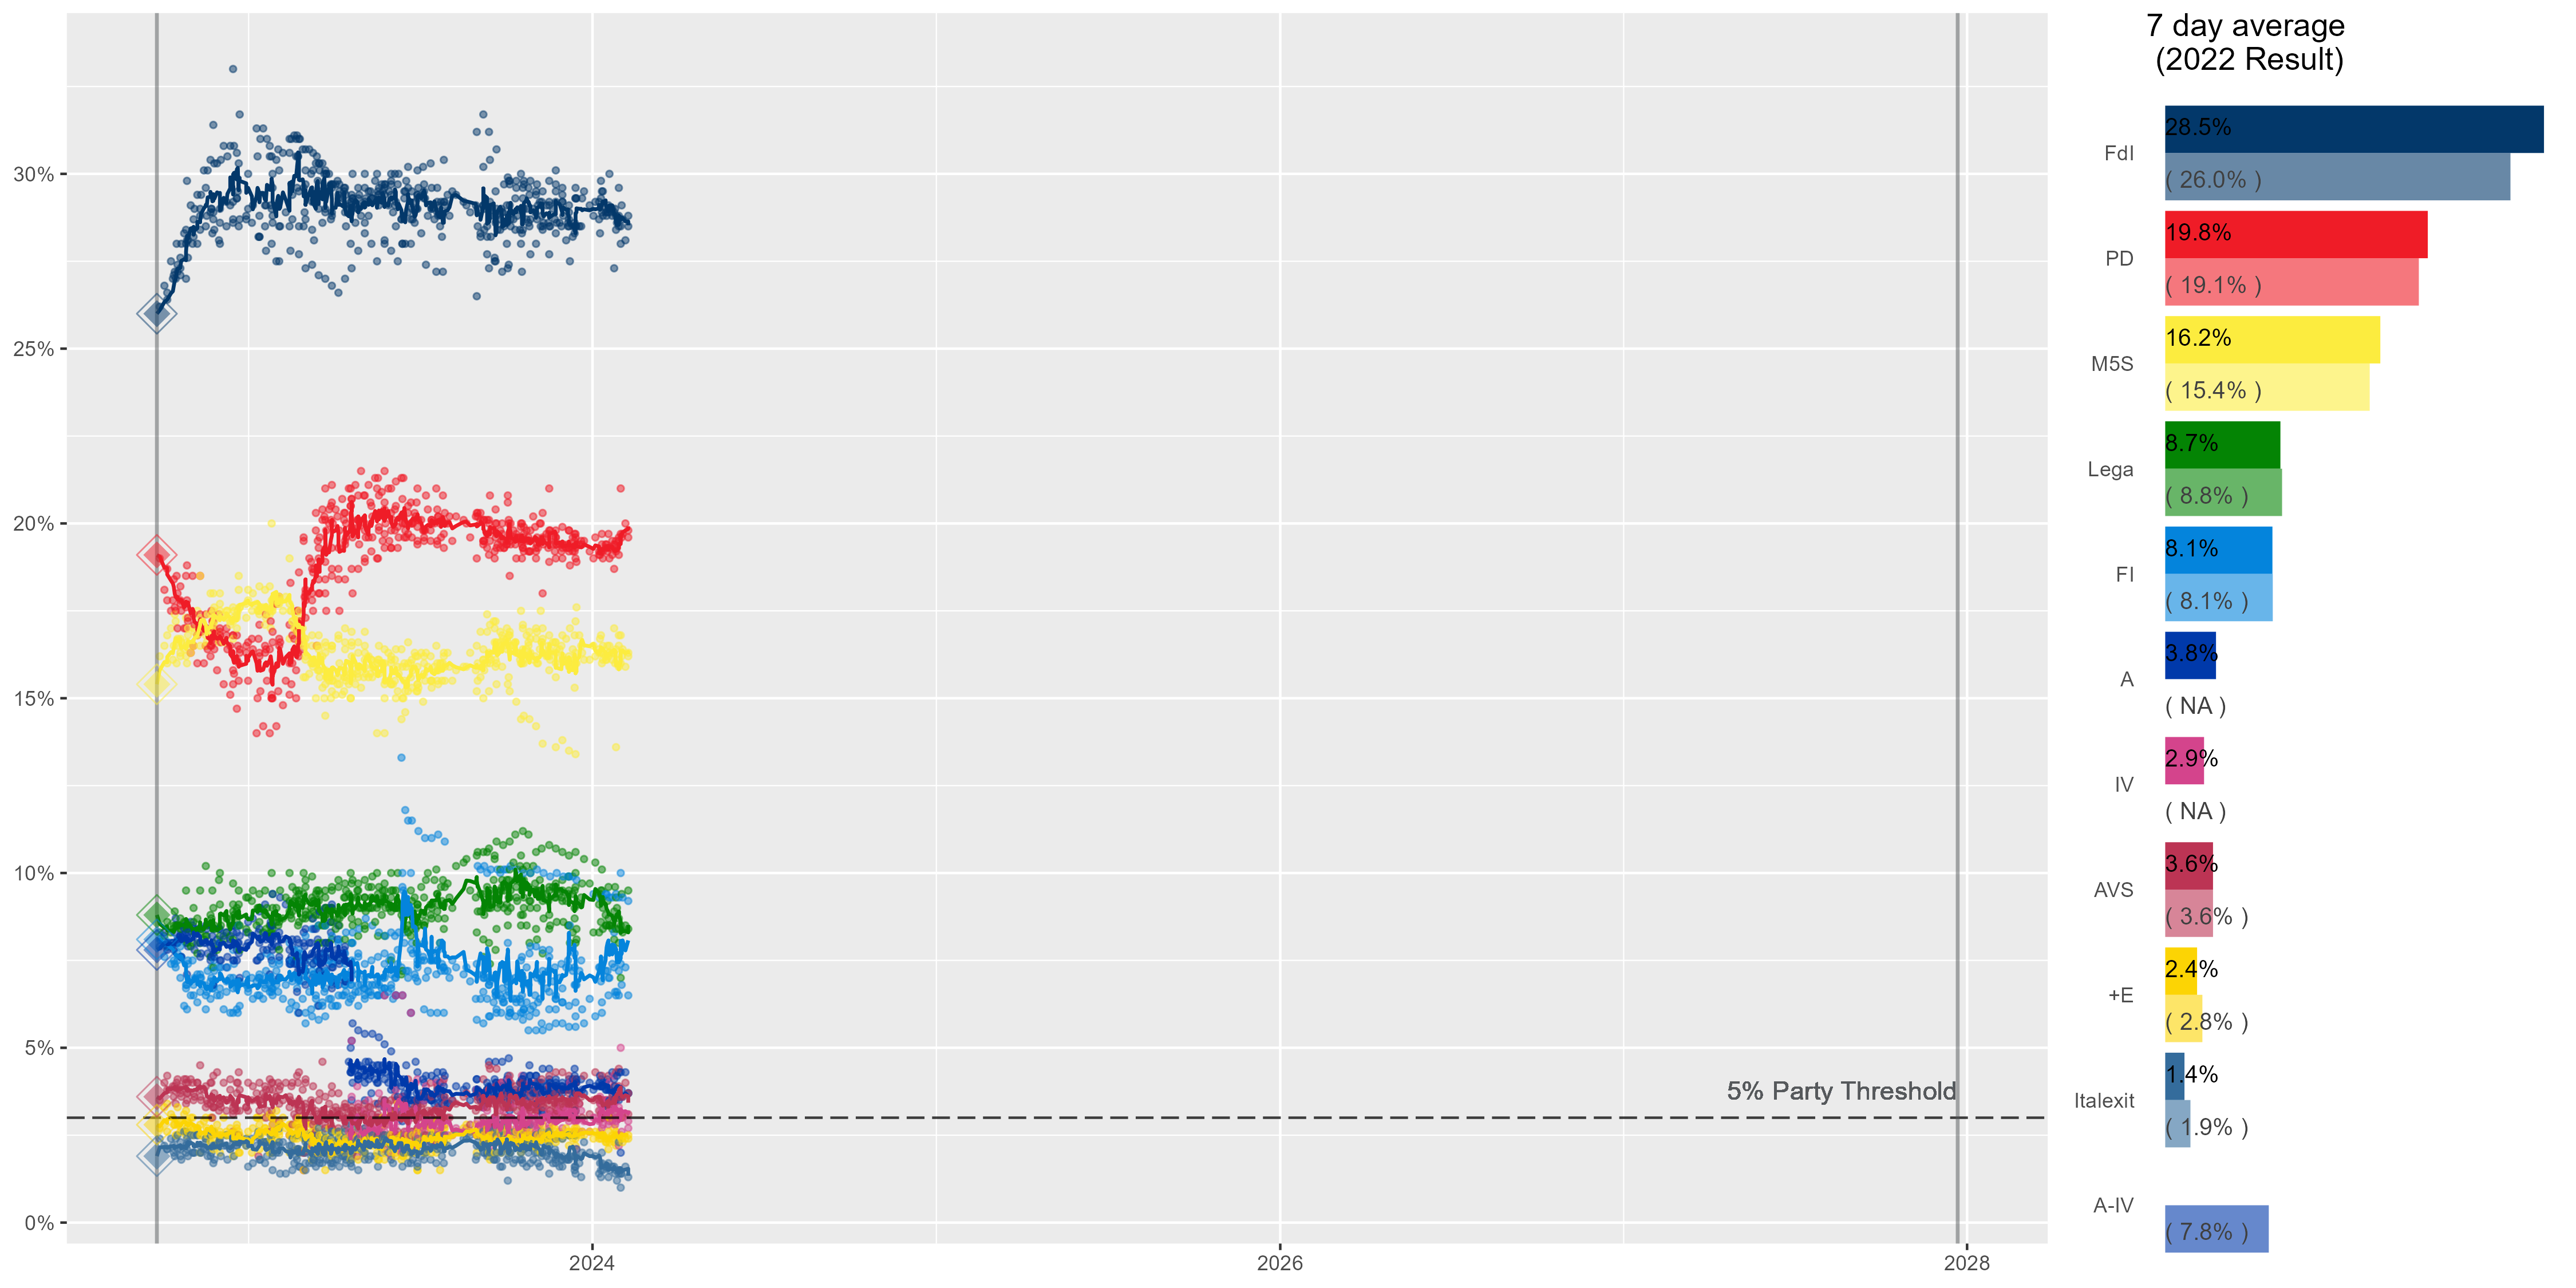 30%
25%
20%
15%
10%
5%
0%
2024
2026
2028
5% Party Threshold
7 day average
(2022 Result)
FdI
28.5%
( 26.0% )
PD
19.8%
( 19.1% )
M5S
16.2%
( 15.4% )
Lega
8.7%
( 8.8% )
FI
8.1%
( 8.1% )
A
3.8%
( NA )
IV
2.9%
( NA )
AVS
3.6%
( 3.6% )
+E
2.4%
( 2.8% )
Italexit
1.4%
( 1.9% )
A-IV
( 7.8% )